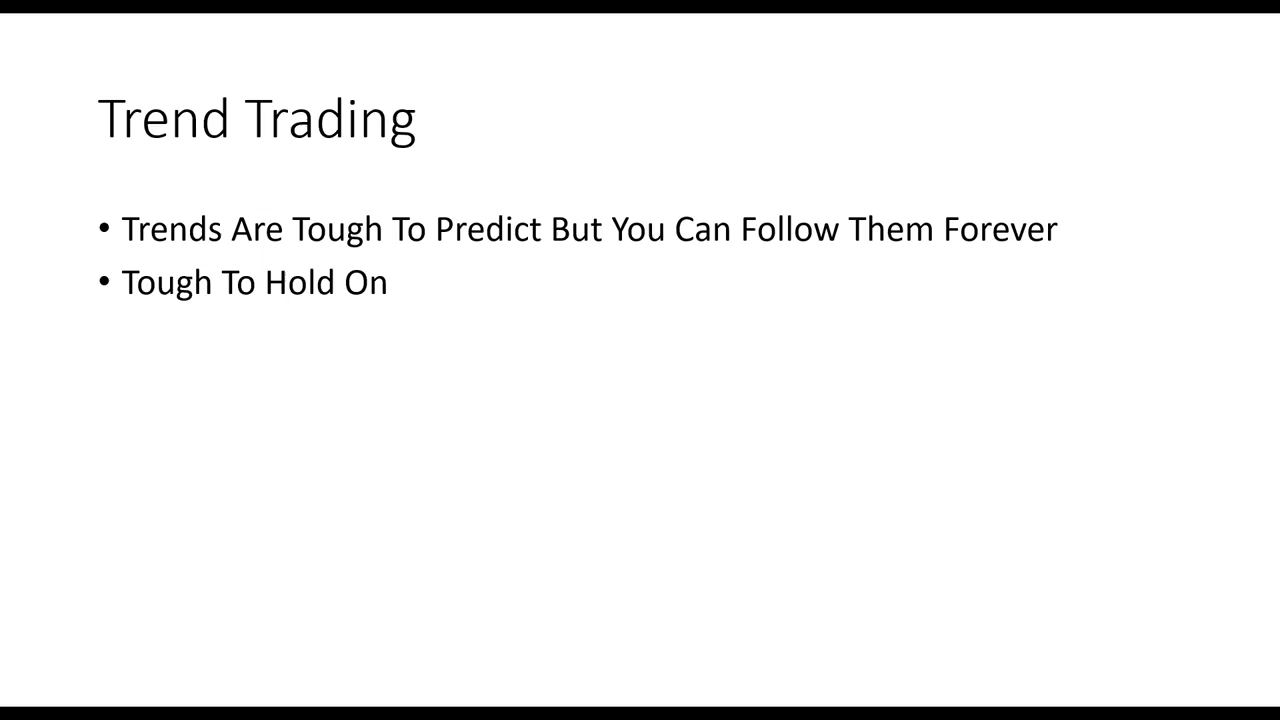 Trend Trading
• Trends Are Tough To Predict But You Can Follow Them Forever
• Tough To Hold On